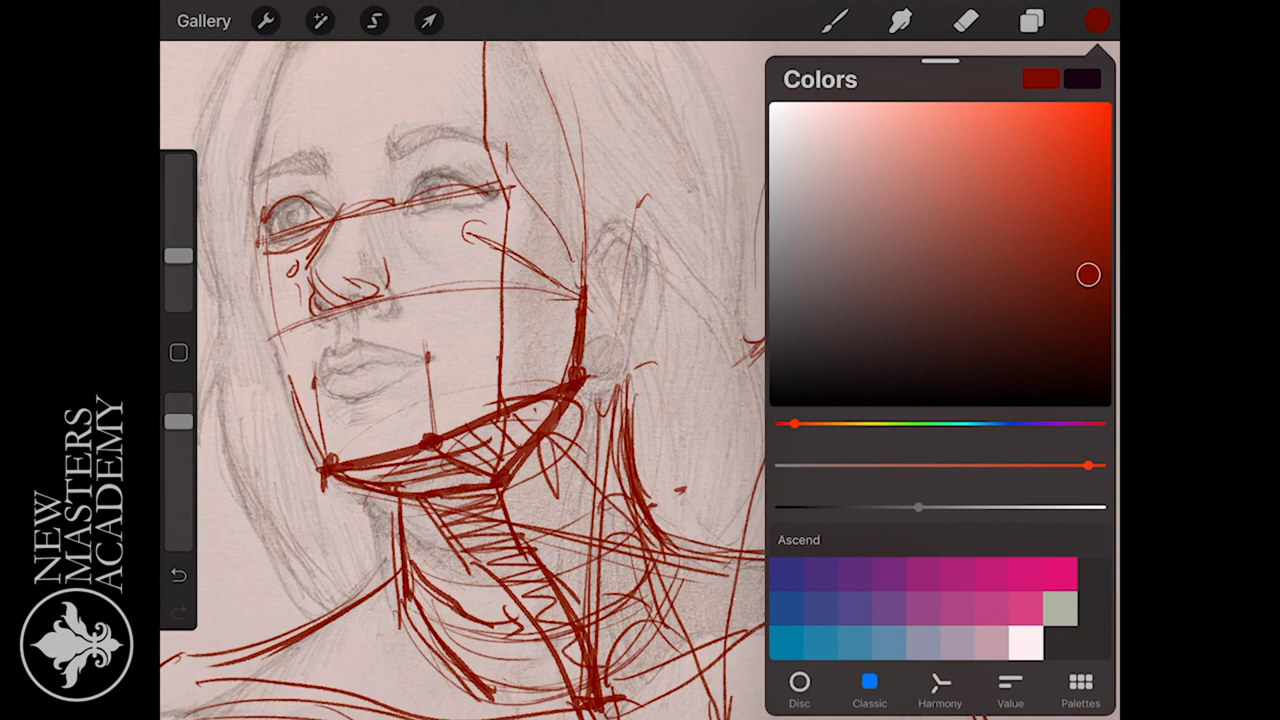 Gallery
Colors
Ascend
Disc
Classic
Harmony
Value
Palettes
NEW
MASTERS
ACADEMY